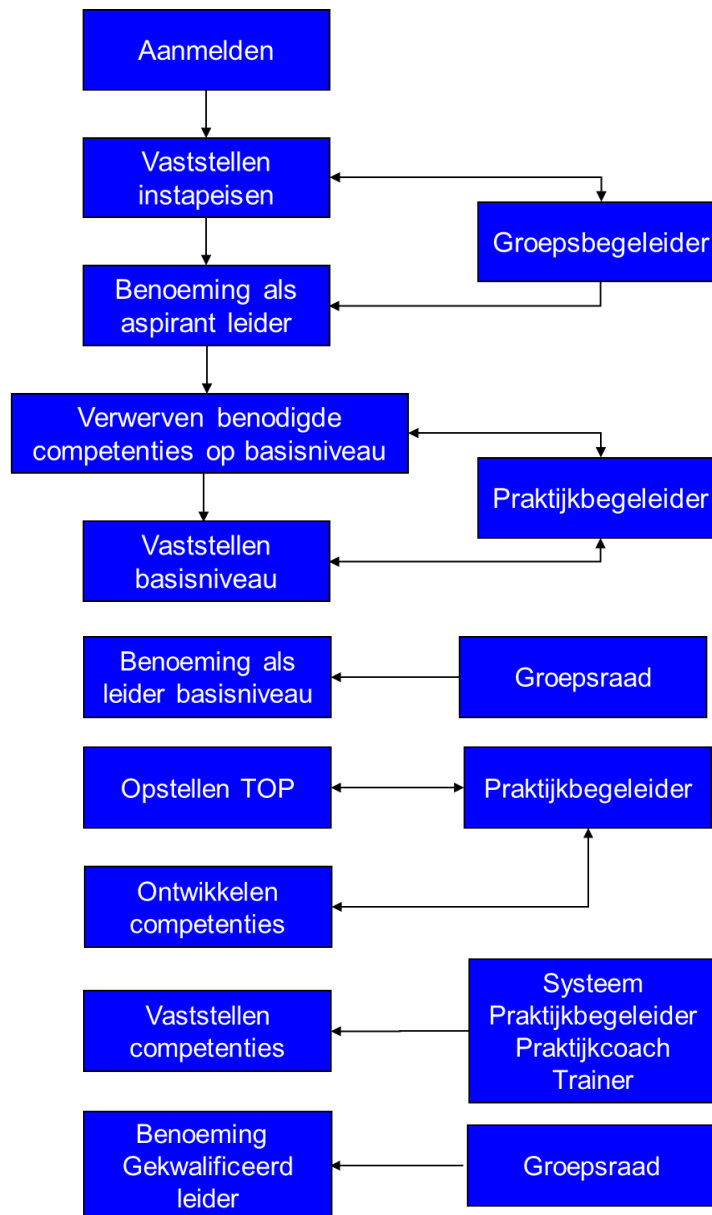 Aanmelden
Vaststellen
instapeisen
Groepsbegeleider
Benoeming als
aspirant leider
Verwerven benodigde
competenties op basisniveau
Praktijkbegeleider
Vaststellen
basisniveau
Benoeming als
leider basisniveau
Groepsraad
Opstellen TOP
Praktijkbegeleider
Ontwikkelen
competenties
Vaststellen
competenties
Systeem
Praktijkbegeleider
Praktijkcoach
Trainer
Benoeming
Gekwalificeerd
leider
Groepsraad